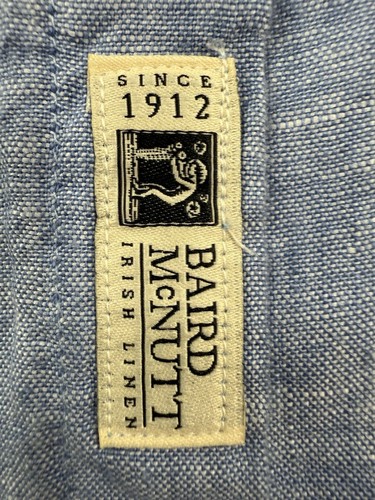 SINCE
1912
BAIRD
McNUTT
IRISH LINEN